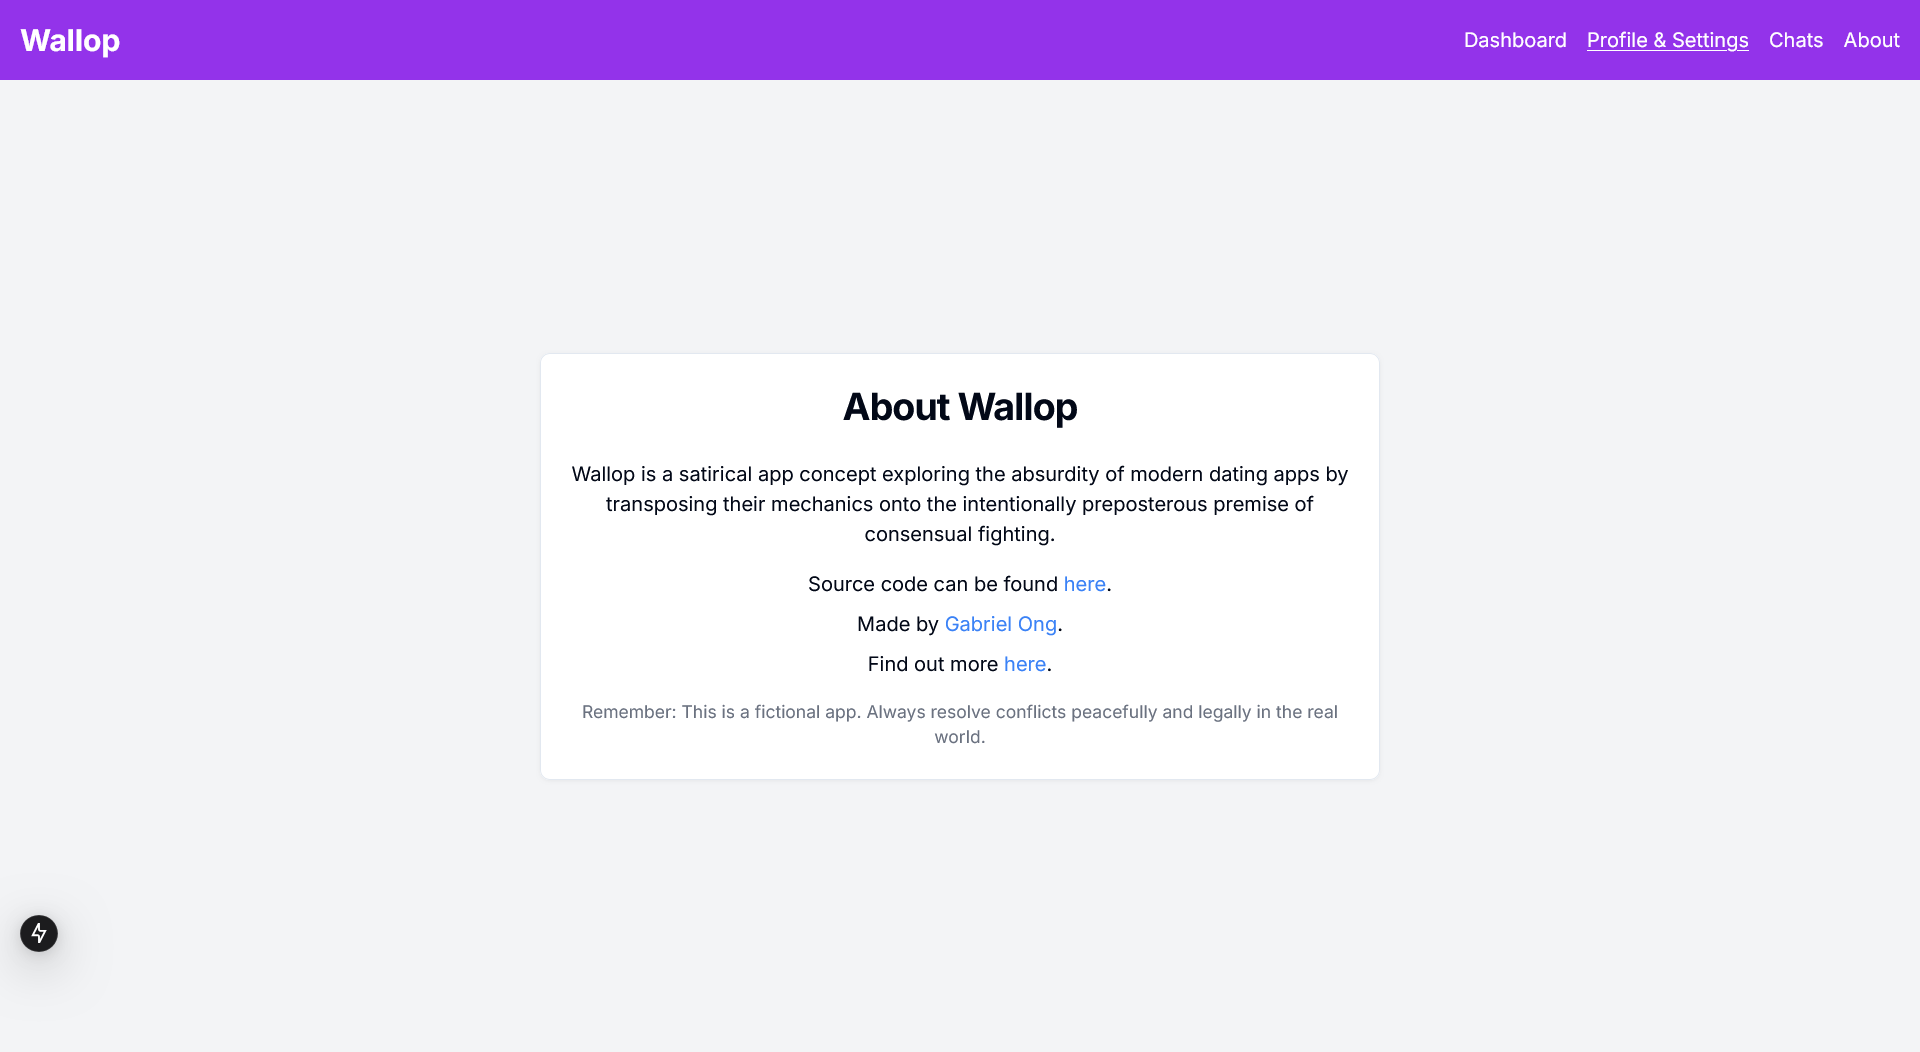 Wallop
Dashboard Profile & Settings Chats About
About Wallop
Wallop is a satirical app concept exploring the absurdity of modern dating apps by
transposing their mechanics onto the intentionally preposterous premise of
consensual fighting.
Source code can be found here.
Made by Gabriel Ong.
Find out more here.
Remember: This is a fictional app. Always resolve conflicts peacefully and legally in the real
world.